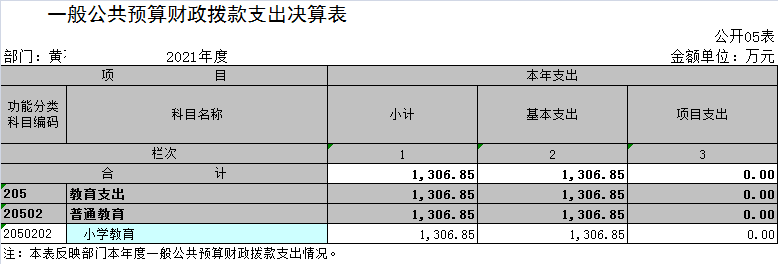 一般公共预算财政拨款支出决算表
公开05表
部门：黄 2021年度 金额单位：万元
项 目 本年支出
功能分类科目编码 科目名称 小计 基本支出 项目支出
栏次 1 2 3
合 计 1,306.85 1,306.85 0.00
205 教育支出 1,306.85 1,306.85 0.00
20502 普通教育 1,306.85 1,306.85 0.00
2050202 小学教育 1,306.85 1,306.85 0.00
注：本表反映部门本年度一般公共预算财政拨款支出情况。